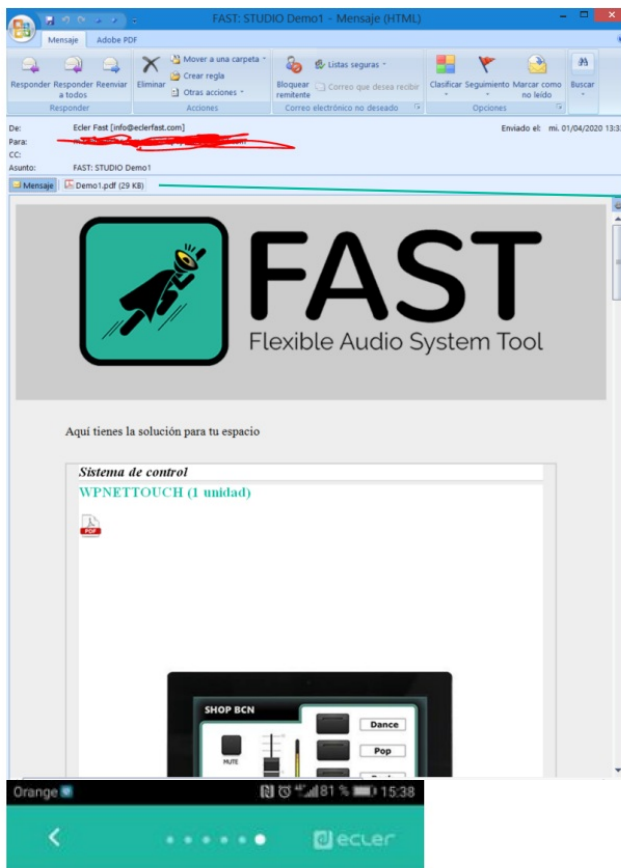 FAST: STUDIO Demo1 - Mensaje (HTML)
Mensaje Adobe PDF
Responder Responder a todos Reenviar
Responder
Eliminar
Mover a una carpeta
Crear regla
Otras acciones
Acciones
Bloquear remitente
Listas seguras
Correo que desea recibir
Correo electrónico no deseado
Clasificar Seguimiento Marcar como no leído
Opciones
Buscar
De: Ecler Fast [info@eclerfast.com]
Enviado el: mi. 01/04/2020 13:3
Para:
CC:
Asunto: FAST: STUDIO Demo1
Mensaje Demo1.pdf (29 KB)
FAST
Flexible Audio System Tool
Aquí tienes la solución para tu espacio
Sistema de control
WPNETTOUCH (1 unidad)
PDF
SHOP BCN
MUTE
Dance
Pop
Orange
81 % 15:38
ecler